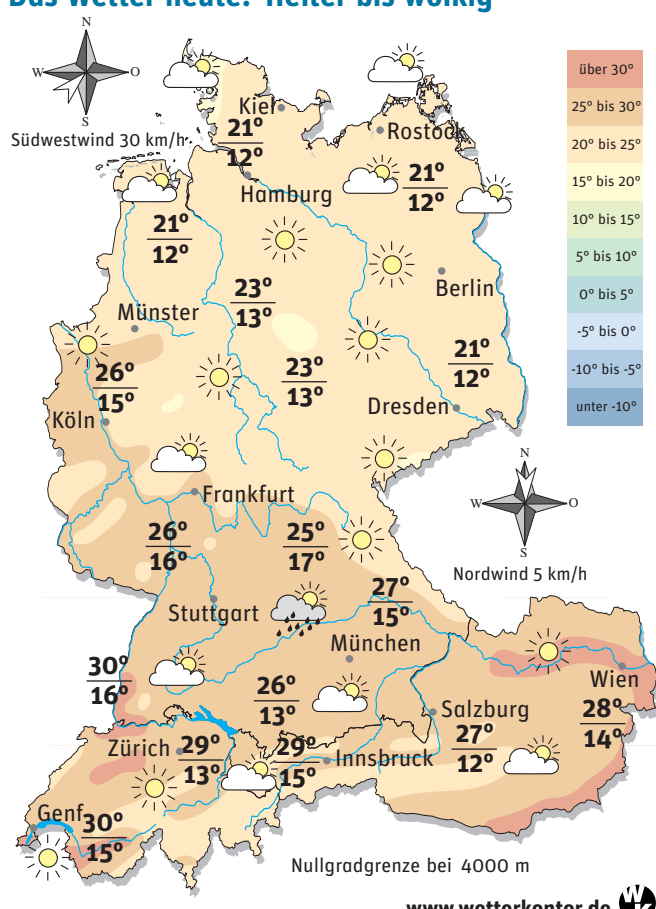 Das Wetter heute: Heiter bis wolkig
N
W O
S
Südwestwind 30 km/h
über 30°
25° bis 30°
20° bis 25°
15° bis 20°
10° bis 15°
5° bis 10°
0° bis 5°
-5° bis 0°
-10° bis -5°
unter -10°
Kiel
21°
12°
Rostock
Hamburg
21°
12°
21°
12°
Berlin
23°
13°
Münster
26°
15°
23°
13°
21°
12°
Köln
Dresden
Frankfurt
N
W O
S
Nordwind 5 km/h
26°
16°
25°
17°
27°
15°
Stuttgart
München
30°
16°
26°
13°
Wien
28°
14°
Salzburg
27°
12°
Zürich
29°
13°
29°
15°
Innsbruck
Genf
30°
15°
Nullgradgrenze bei 4000 m
www.wetterkontor.de
WK